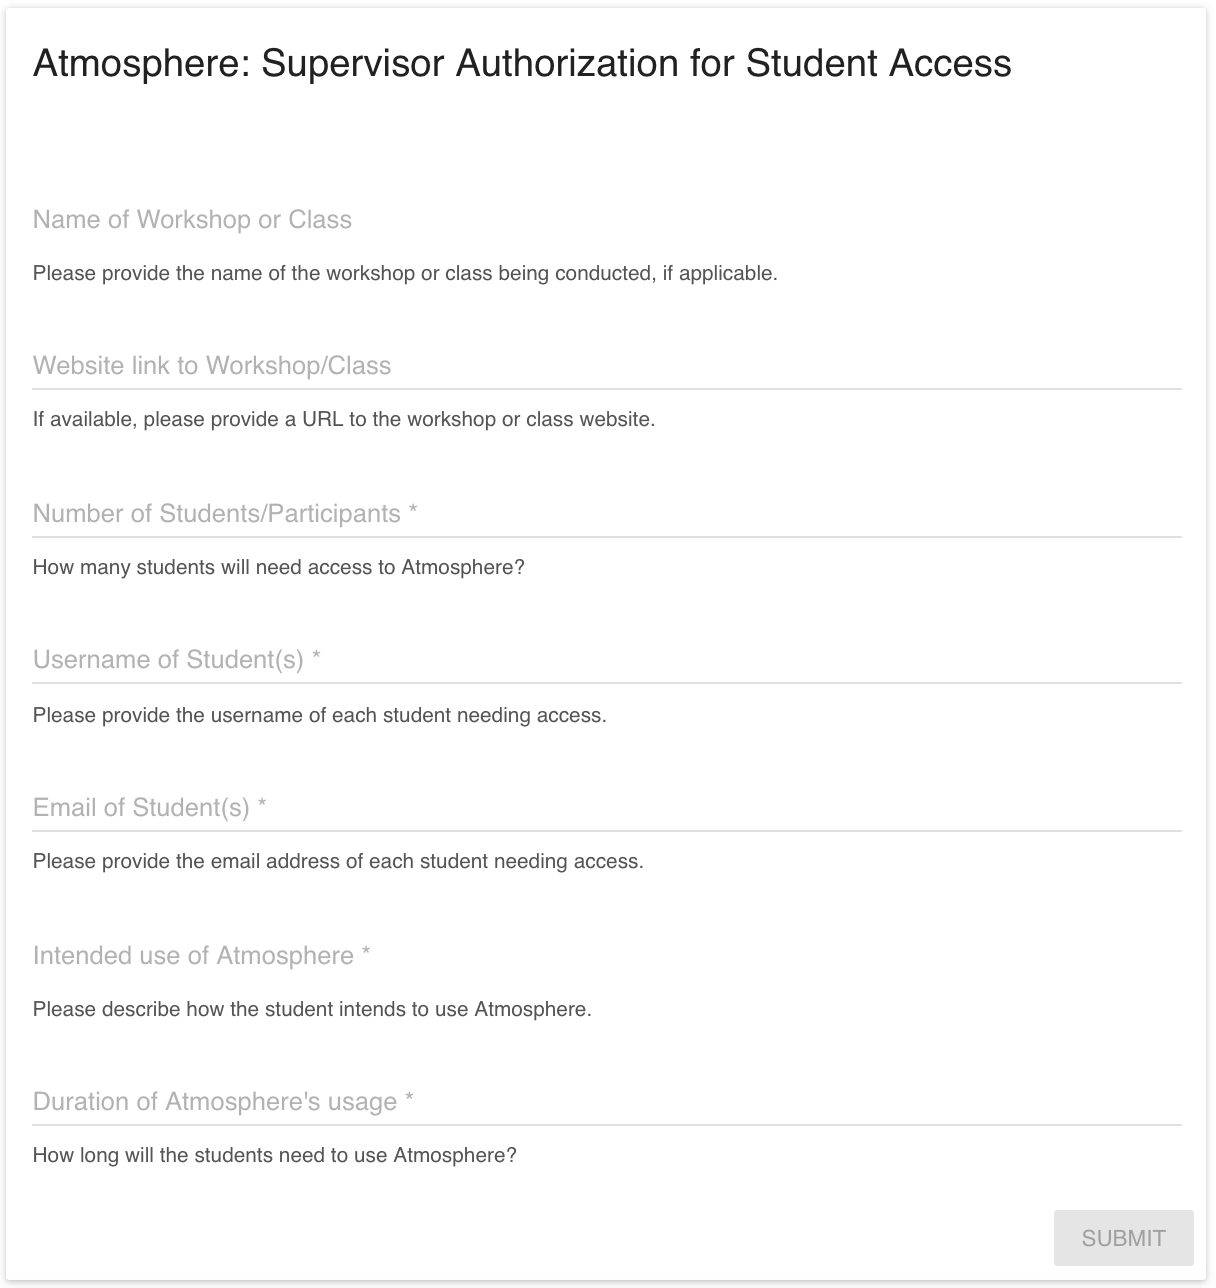 Atmosphere: Supervisor Authorization for Student Access
Name of Workshop or Class
Please provide the name of the workshop or class being conducted, if applicable.
Website link to Workshop/Class
If available, please provide a URL to the workshop or class website.
Number of Students/Participants *
How many students will need access to Atmosphere?
Username of Student(s) *
Please provide the username of each student needing access.
Email of Student(s) *
Please provide the email address of each student needing access.
Intended use of Atmosphere *
Please describe how the student intends to use Atmosphere.
Duration of Atmosphere's usage *
How long will the students need to use Atmosphere?
SUBMIT